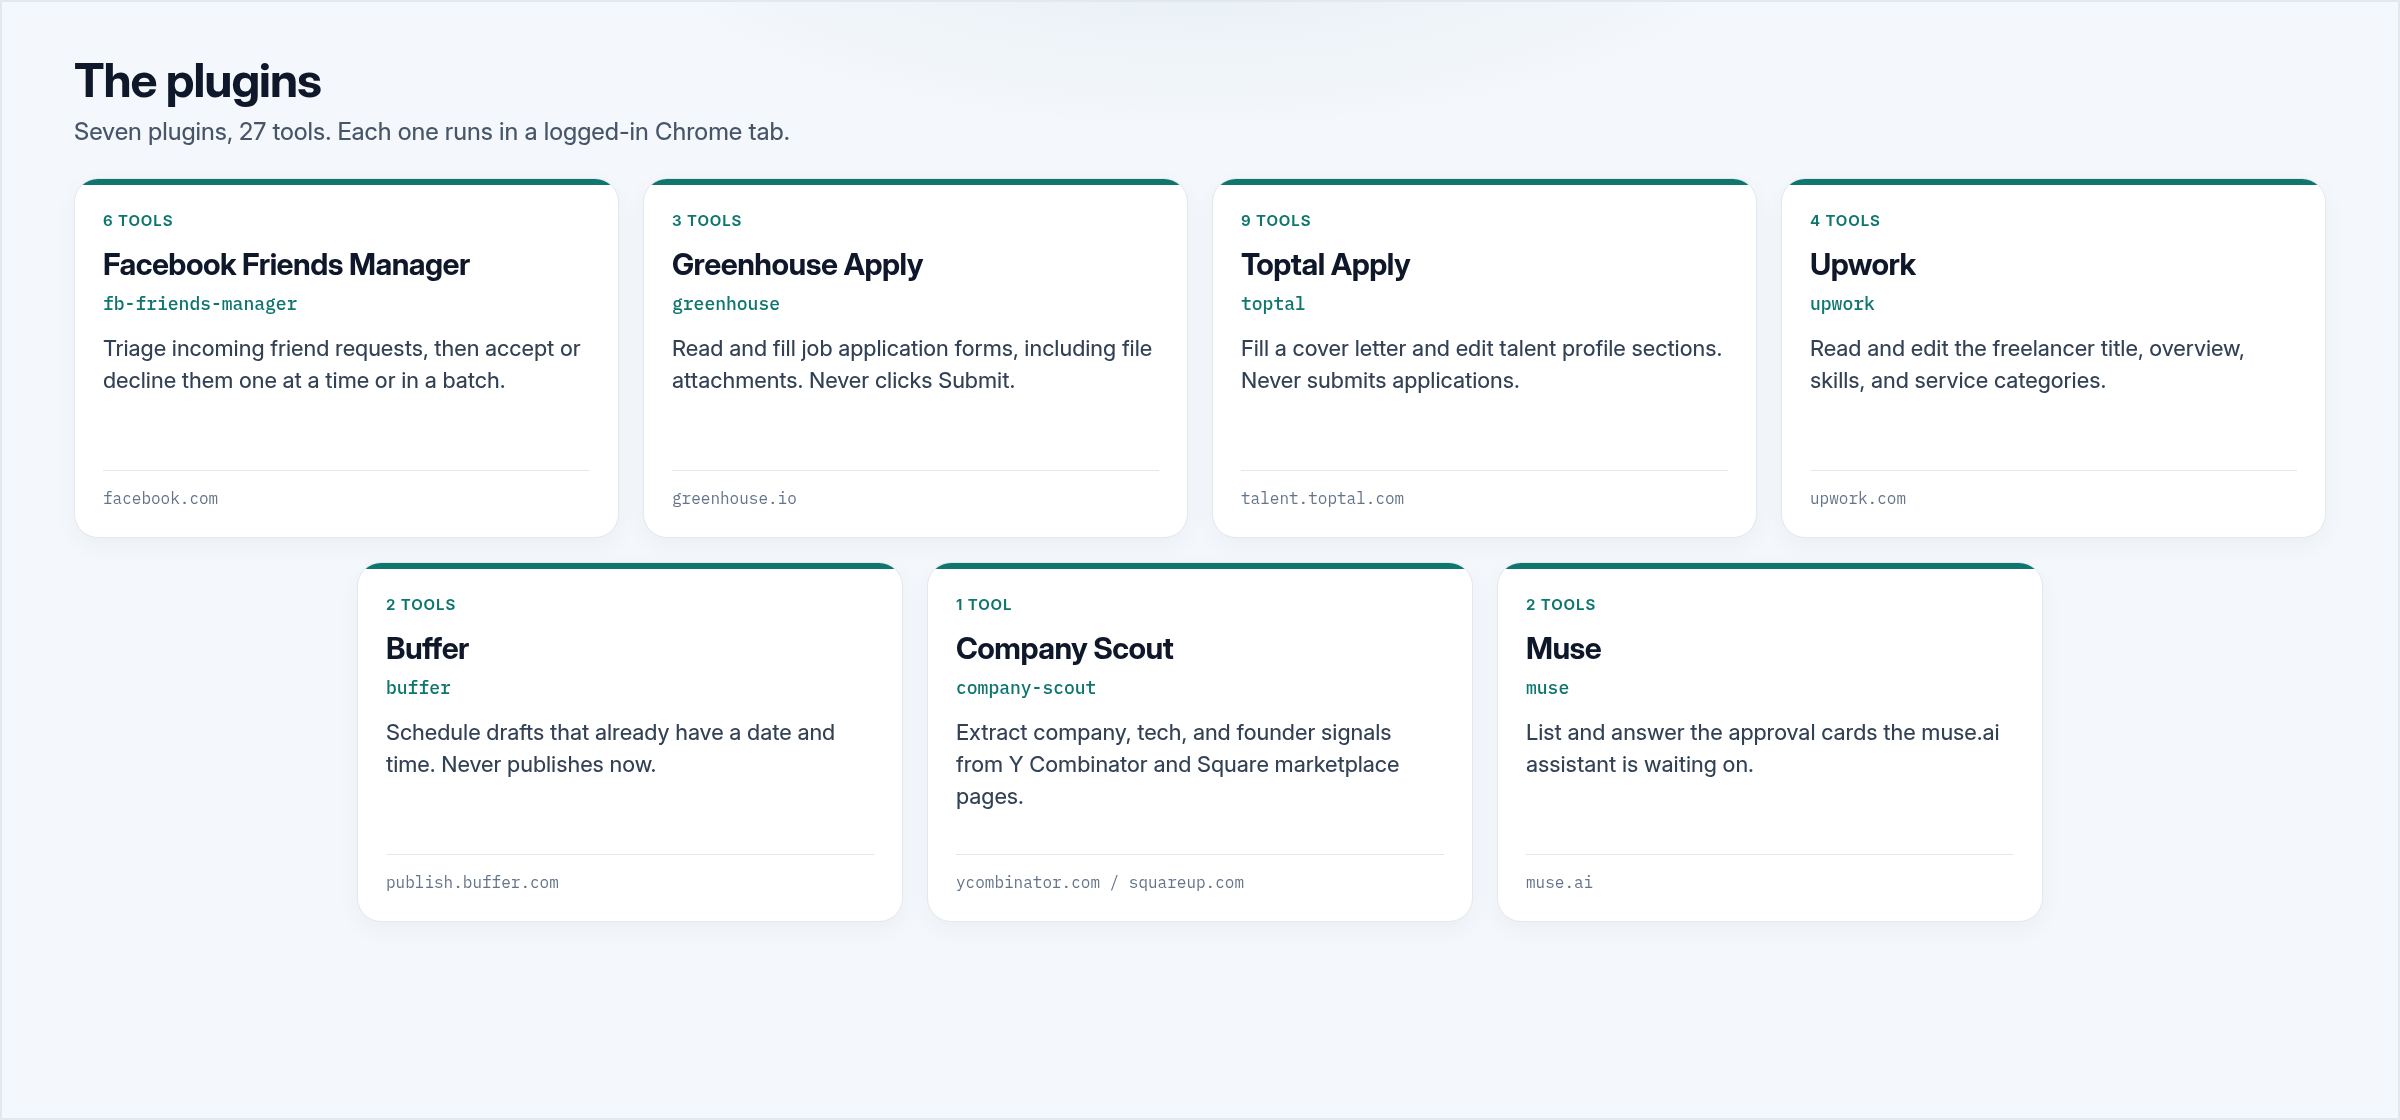 The plugins
Seven plugins, 27 tools. Each one runs in a logged-in Chrome tab.
6 TOOLS
Facebook Friends Manager
fb-friends-manager
Triage incoming friend requests, then accept or
decline them one at a time or in a batch.
facebook.com
3 TOOLS
Greenhouse Apply
greenhouse
Read and fill job application forms, including file
attachments. Never clicks Submit.
greenhouse.io
9 TOOLS
Toptal Apply
toptal
Fill a cover letter and edit talent profile sections.
Never submits applications.
talent.toptal.com
4 TOOLS
Upwork
upwork
Read and edit the freelancer title, overview,
skills, and service categories.
upwork.com
2 TOOLS
Buffer
buffer
Schedule drafts that already have a date and
time. Never publishes now.
publish.buffer.com
1 TOOL
Company Scout
company-scout
Extract company, tech, and founder signals
from Y Combinator and Square marketplace
pages.
ycombinator.com / squareup.com
2 TOOLS
Muse
muse
List and answer the approval cards the muse.ai
assistant is waiting on.
muse.ai